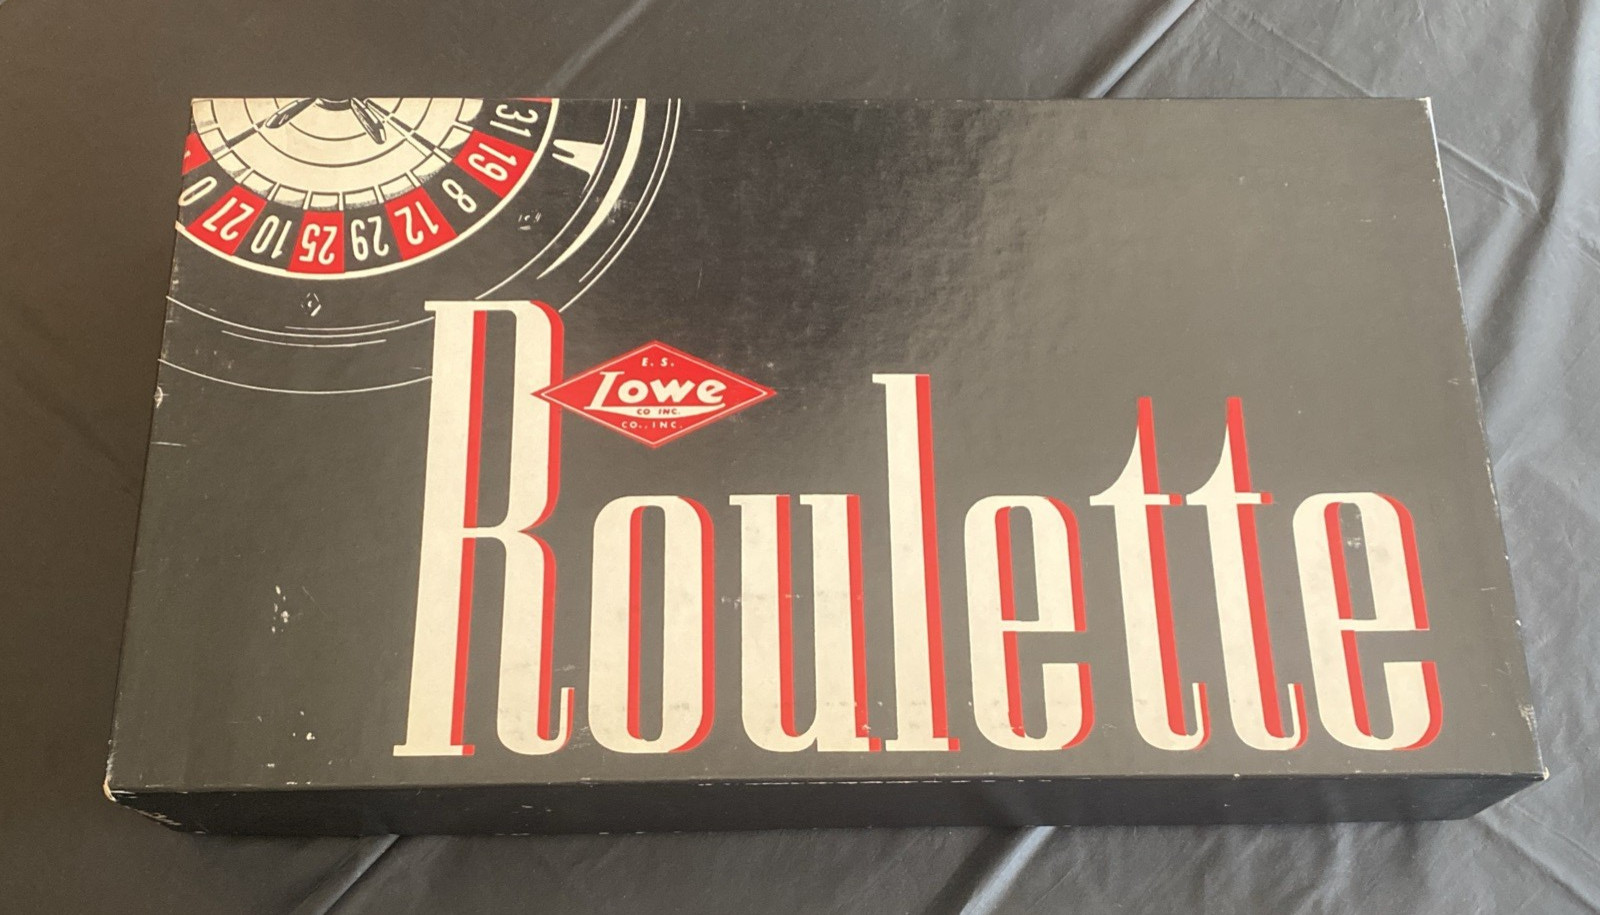 0 27 10 25 29 12 8 19 31
E. S.
Lowe
CO INC.
CO., INC.
Roulette